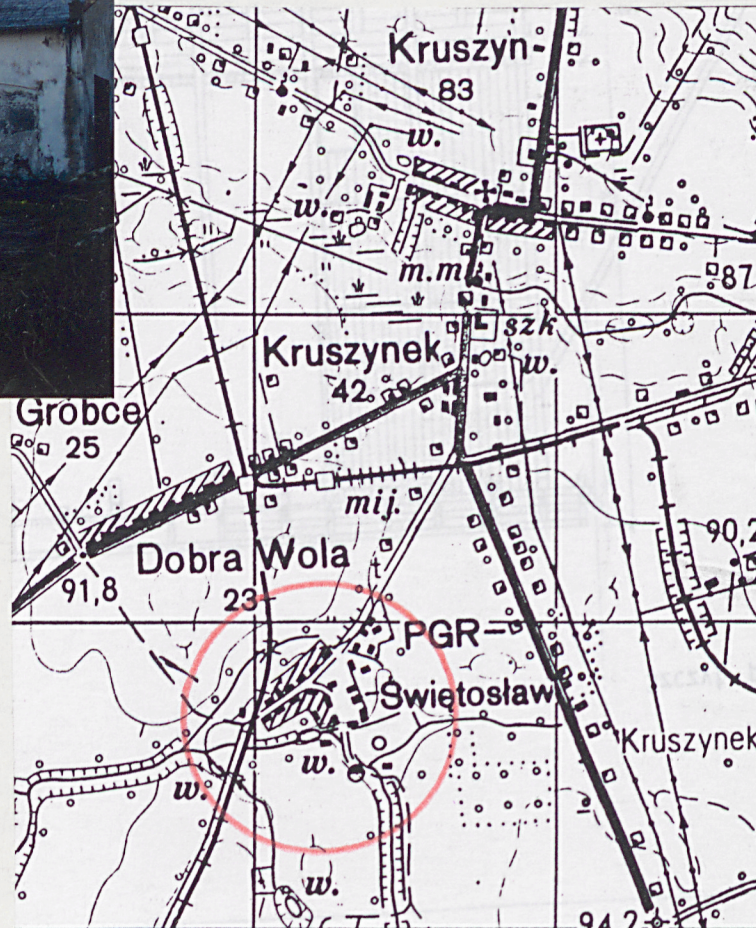 Kruszyn-
83
w.
w.
m.mł.
87
szk
Kruszynek
42
w.
Grobce
25
mij.
Dobra Wola
90,2
91,8
23
PGR-
Świętosław
Kruszynek
w.
w.
w.
94,2